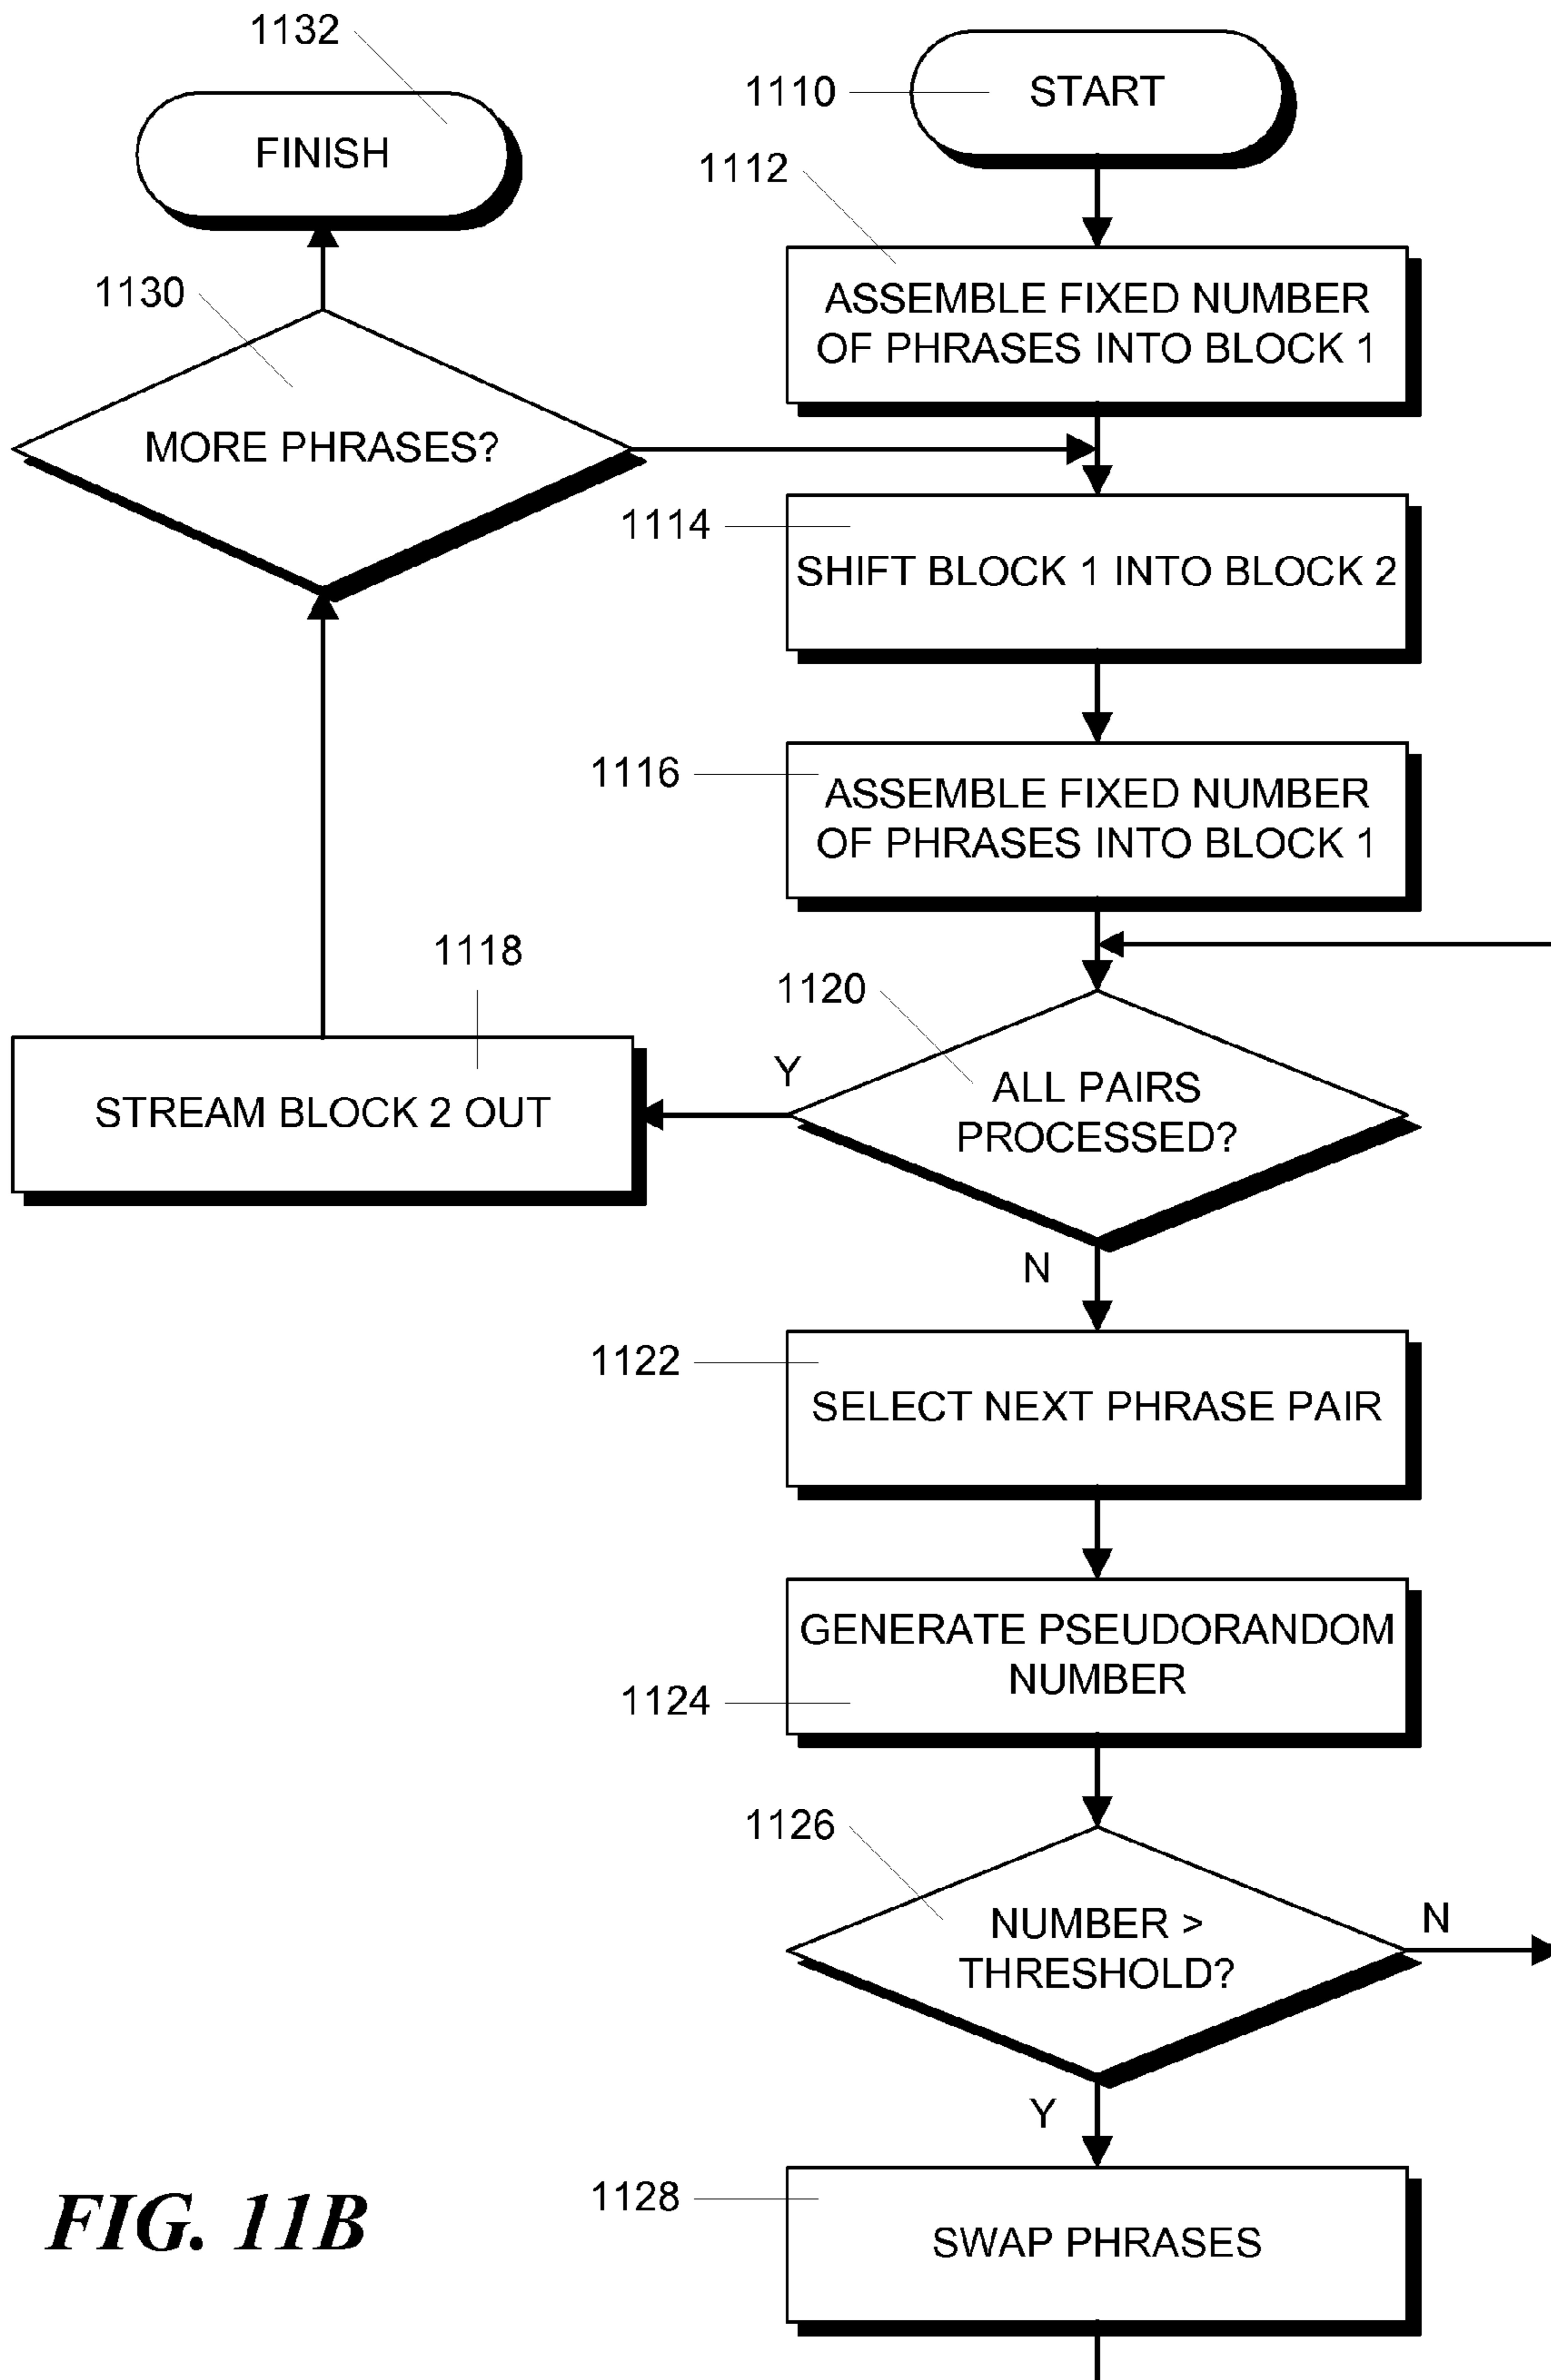 1132
FINISH
1110
START
1112
ASSEMBLE FIXED NUMBER
OF PHRASES INTO BLOCK 1
1130
MORE PHRASES?
1114
SHIFT BLOCK 1 INTO BLOCK 2
1116
ASSEMBLE FIXED NUMBER
OF PHRASES INTO BLOCK 1
1118
STREAM BLOCK 2 OUT
1120
Y
ALL PAIRS
PROCESSED?
N
1122
SELECT NEXT PHRASE PAIR
GENERATE PSEUDORANDOM
NUMBER
1124
1126
NUMBER >
THRESHOLD?
N
Y
1128
SWAP PHRASES
FIG. 11B